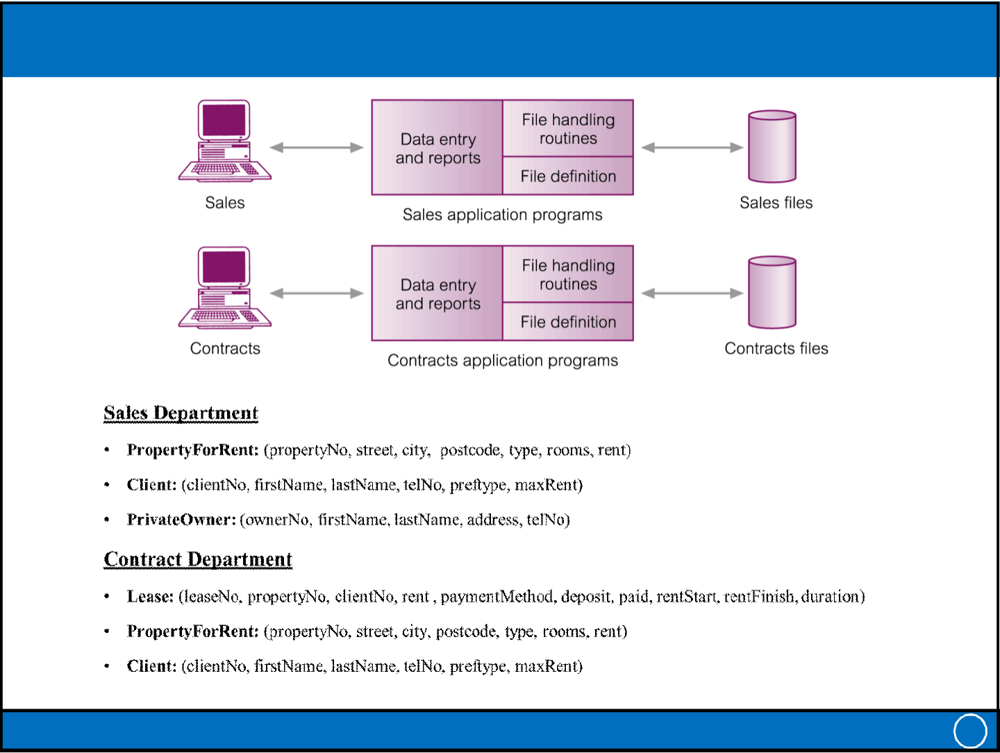 Data entry
and reports
File handling
routines
File definition
Sales
Sales application programs
Sales files
Data entry
and reports
File handling
routines
File definition
Contracts
Contracts application programs
Contracts files
Sales Department
• PropertyForRent: (propertyNo, street, city, postcode, type, rooms, rent)
• Client: (clientNo, firstName, lastName, telNo, preftype, maxRent)
• PrivateOwner: (ownerNo, firstName, lastName, address, telNo)
Contract Department
• Lease: (leaseNo, propertyNo, clientNo, rent , paymentMethod, deposit, paid, rentStart, rentFinish, duration)
• PropertyForRent: (propertyNo, street, city, postcode, type, rooms, rent)
• Client: (clientNo, firstName, lastName, telNo, preftype, maxRent)